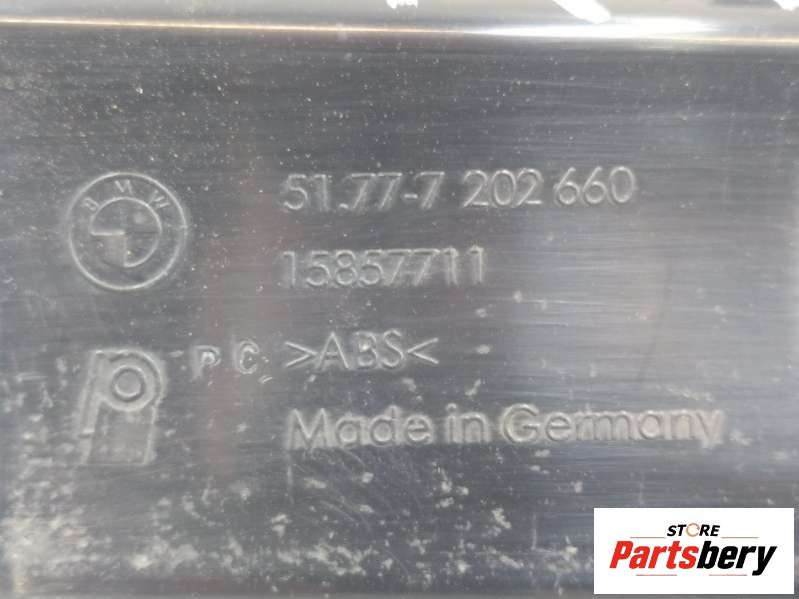 BMW
51.77-7 202 660
15857711
PC >ABS<
Made in Germany
STORE
Partsbery